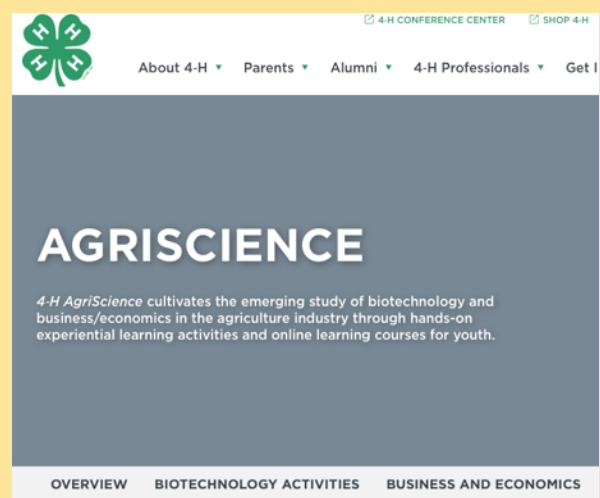 4-H CONFERENCE CENTER SHOP 4-H
H H
H H
About 4-H Parents Alumni 4-H Professionals Get
AGRISCIENCE
4-H AgriScience cultivates the emerging study of biotechnology and
business/economics in the agriculture industry through hands-on
experiential learning activities and online learning courses for youth.
OVERVIEW BIOTECHNOLOGY ACTIVITIES BUSINESS AND ECONOMICS